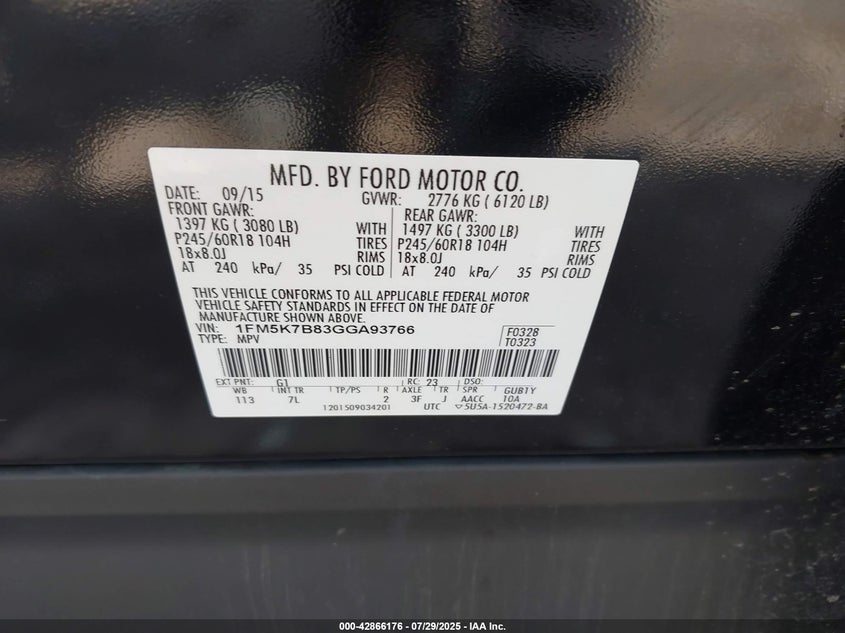 MFD. BY FORD MOTOR CO.
DATE: 09/15 GVWR: 2776 KG ( 6120 LB)
FRONT GAWR: REAR GAWR:
1397 KG ( 3080 LB) WITH 1497 KG ( 3300 LB) WITH
P245/60R18 104H TIRES P245/60R18 104H TIRES
18x8.0J RIMS 18x8.0J RIMS
AT 240 kPa/ 35 PSI COLD AT 240 kPa/ 35 PSI COLD
THIS VEHICLE CONFORMS TO ALL APPLICABLE FEDERAL MOTOR
VEHICLE SAFETY STANDARDS IN EFFECT ON THE DATE OF
MANUFACTURE SHOWN ABOVE.
VIN: 1FM5K7B83GGA93766 F0328
TYPE: MPV T0323
EXT PNT: G1 RC: 23 DSO:
WB INT TR TP/PS R AXLE TR SPR GUB1Y
113 7L 2 3F J AACC 10A
1201509034201 UTC ▽5U5A-1520472-BA
000-42866176 - 07/29/2025 - IAA Inc.